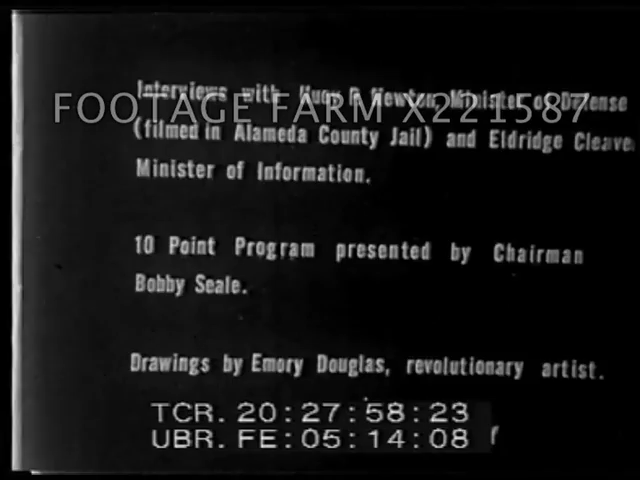 Interviews with Huey P. Newton, Minister of Defense
FOOTAGE FARM X221587
(filmed in Alameda County Jail) and Eldridge Cleave
Minister of Information.
10 Point Program presented by Chairman
Bobby Seale.
Drawings by Emory Douglas, revolutionary artist.
TCR. 20:27:58:23
UBR. FE:05:14:08